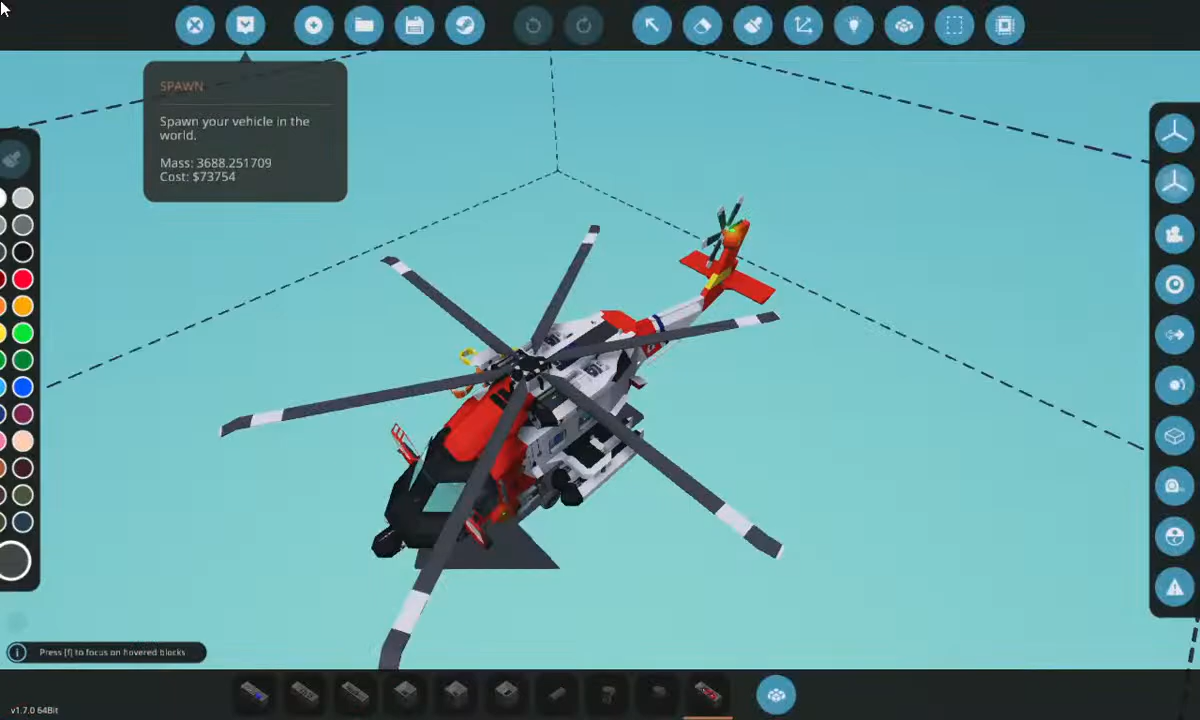 SPAWN
Spawn your vehicle in the
world.
Mass: 3688.251709
Cost: $73754
Press [f] to focus on hovered blocks
v1.7.0 64Bit